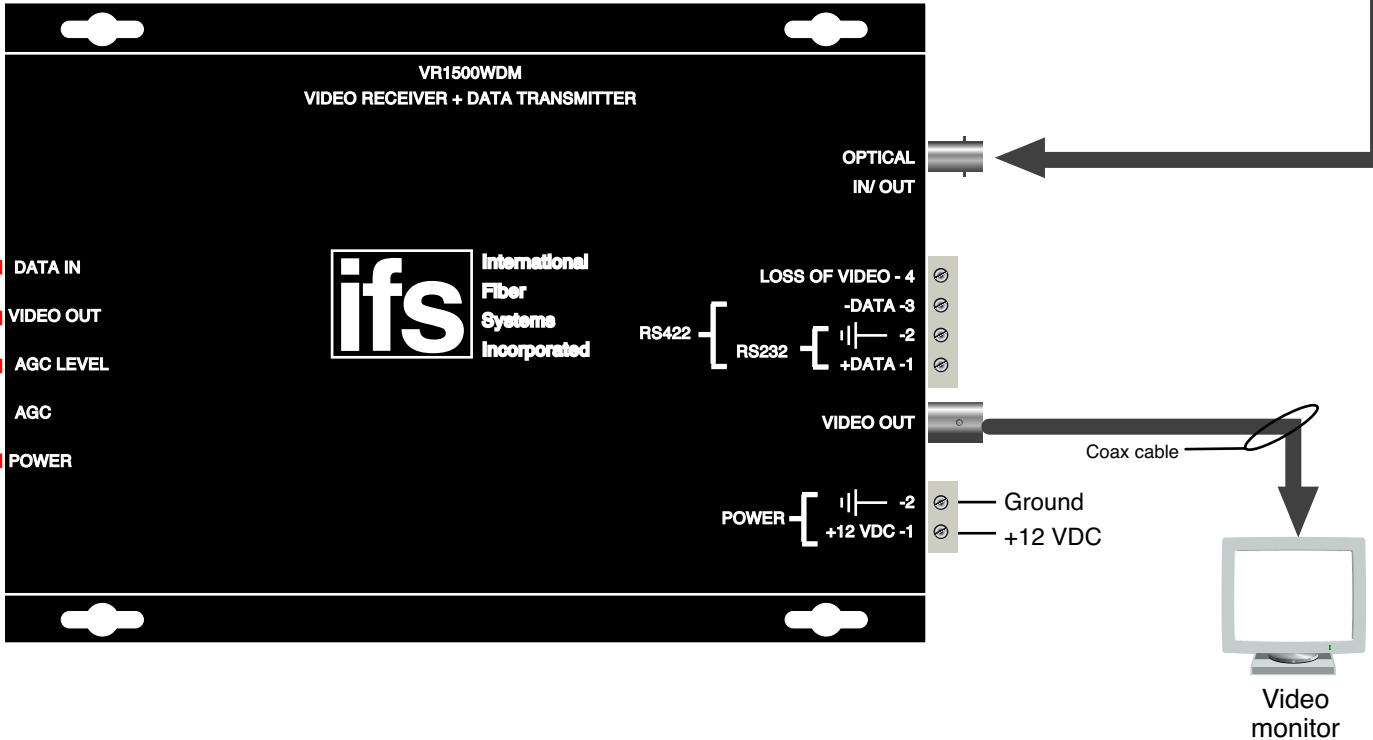 VR1500WDM
VIDEO RECEIVER + DATA TRANSMITTER
OPTICAL
IN/ OUT
DATA IN
VIDEO OUT
AGC LEVEL
AGC
POWER
ifs
International
Fiber
Systems
Incorporated
LOSS OF VIDEO - 4
-DATA -3
RS422
RS232
-2
+DATA -1
VIDEO OUT
Coax cable
POWER
-2
+12 VDC -1
Ground
+12 VDC
Video
monitor